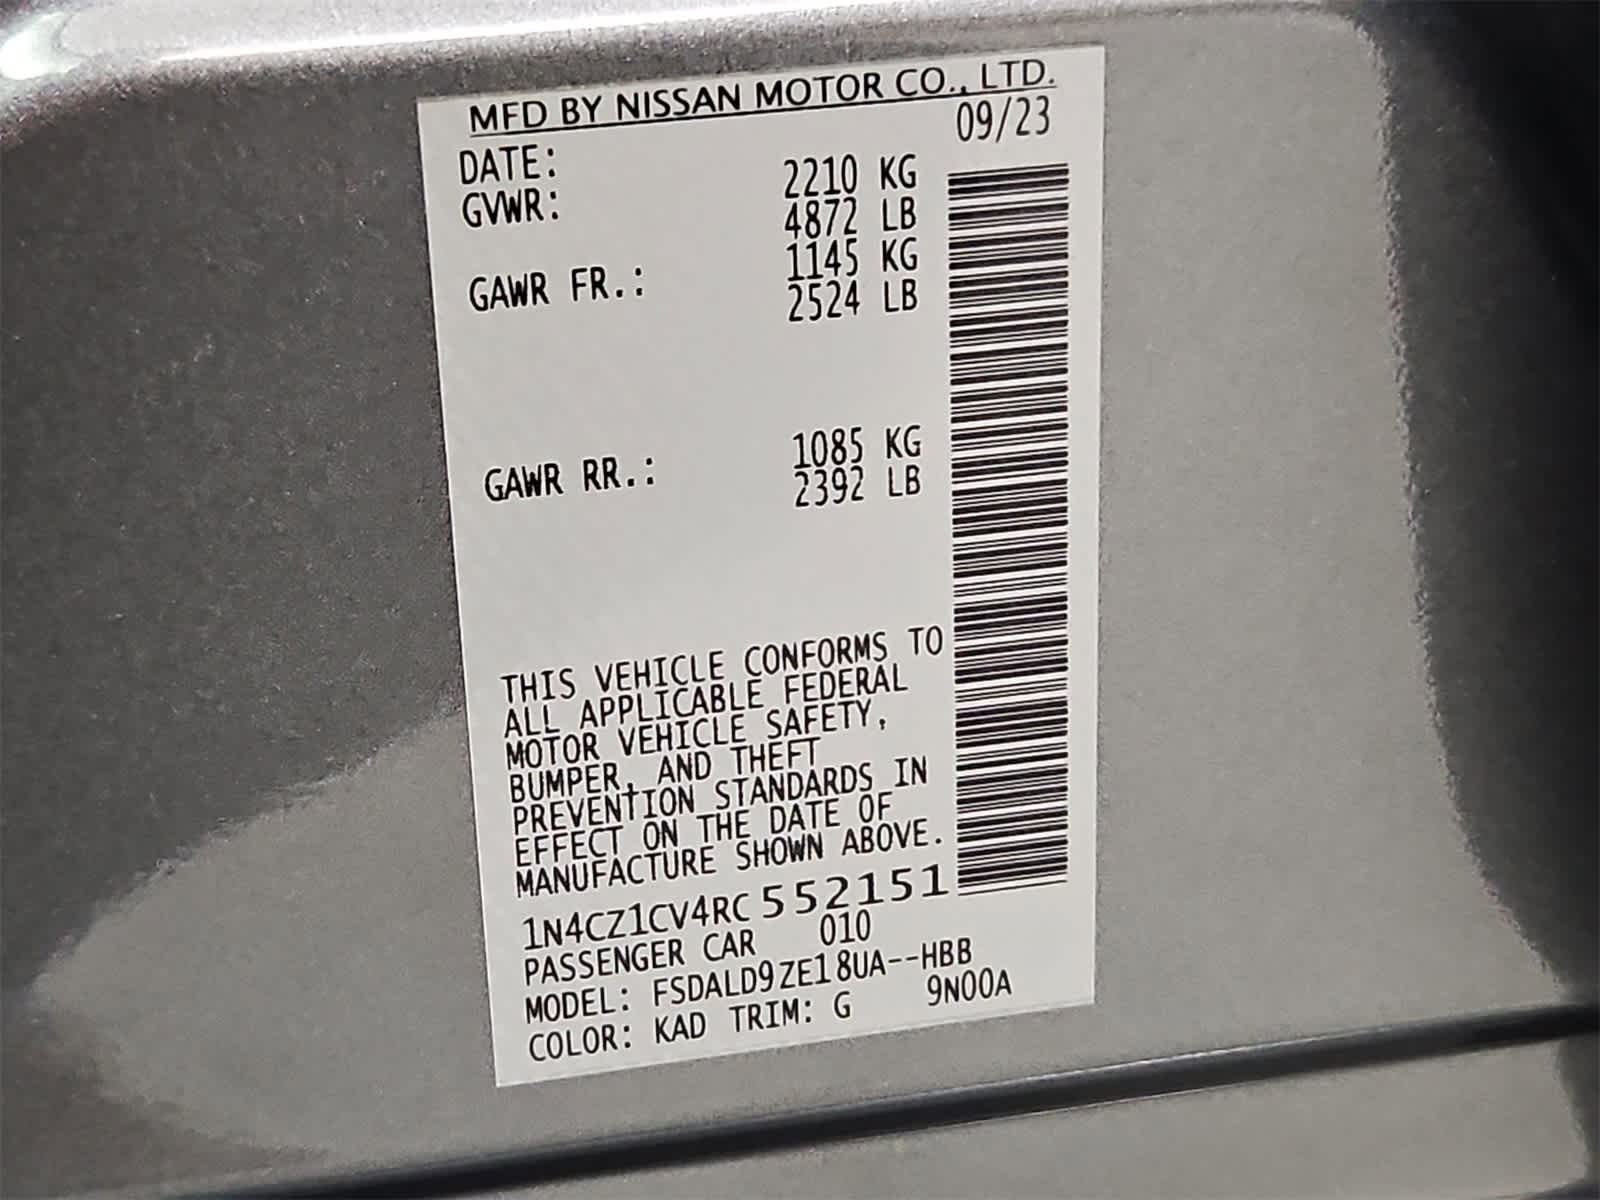 MFD BY NISSAN MOTOR CO., LTD.
DATE: 09/23
GVWR: 2210 KG
4872 LB
GAWR FR.: 1145 KG
2524 LB
GAWR RR.: 1085 KG
2392 LB
THIS VEHICLE CONFORMS TO
ALL APPLICABLE FEDERAL
MOTOR VEHICLE SAFETY,
BUMPER, AND THEFT
PREVENTION STANDARDS IN
EFFECT ON THE DATE OF
MANUFACTURE SHOWN ABOVE.
1N4CZ1CV4RC552151
PASSENGER CAR 010
MODEL: FSDALD9ZE18UA--HBB
COLOR: KAD TRIM: G 9N00A